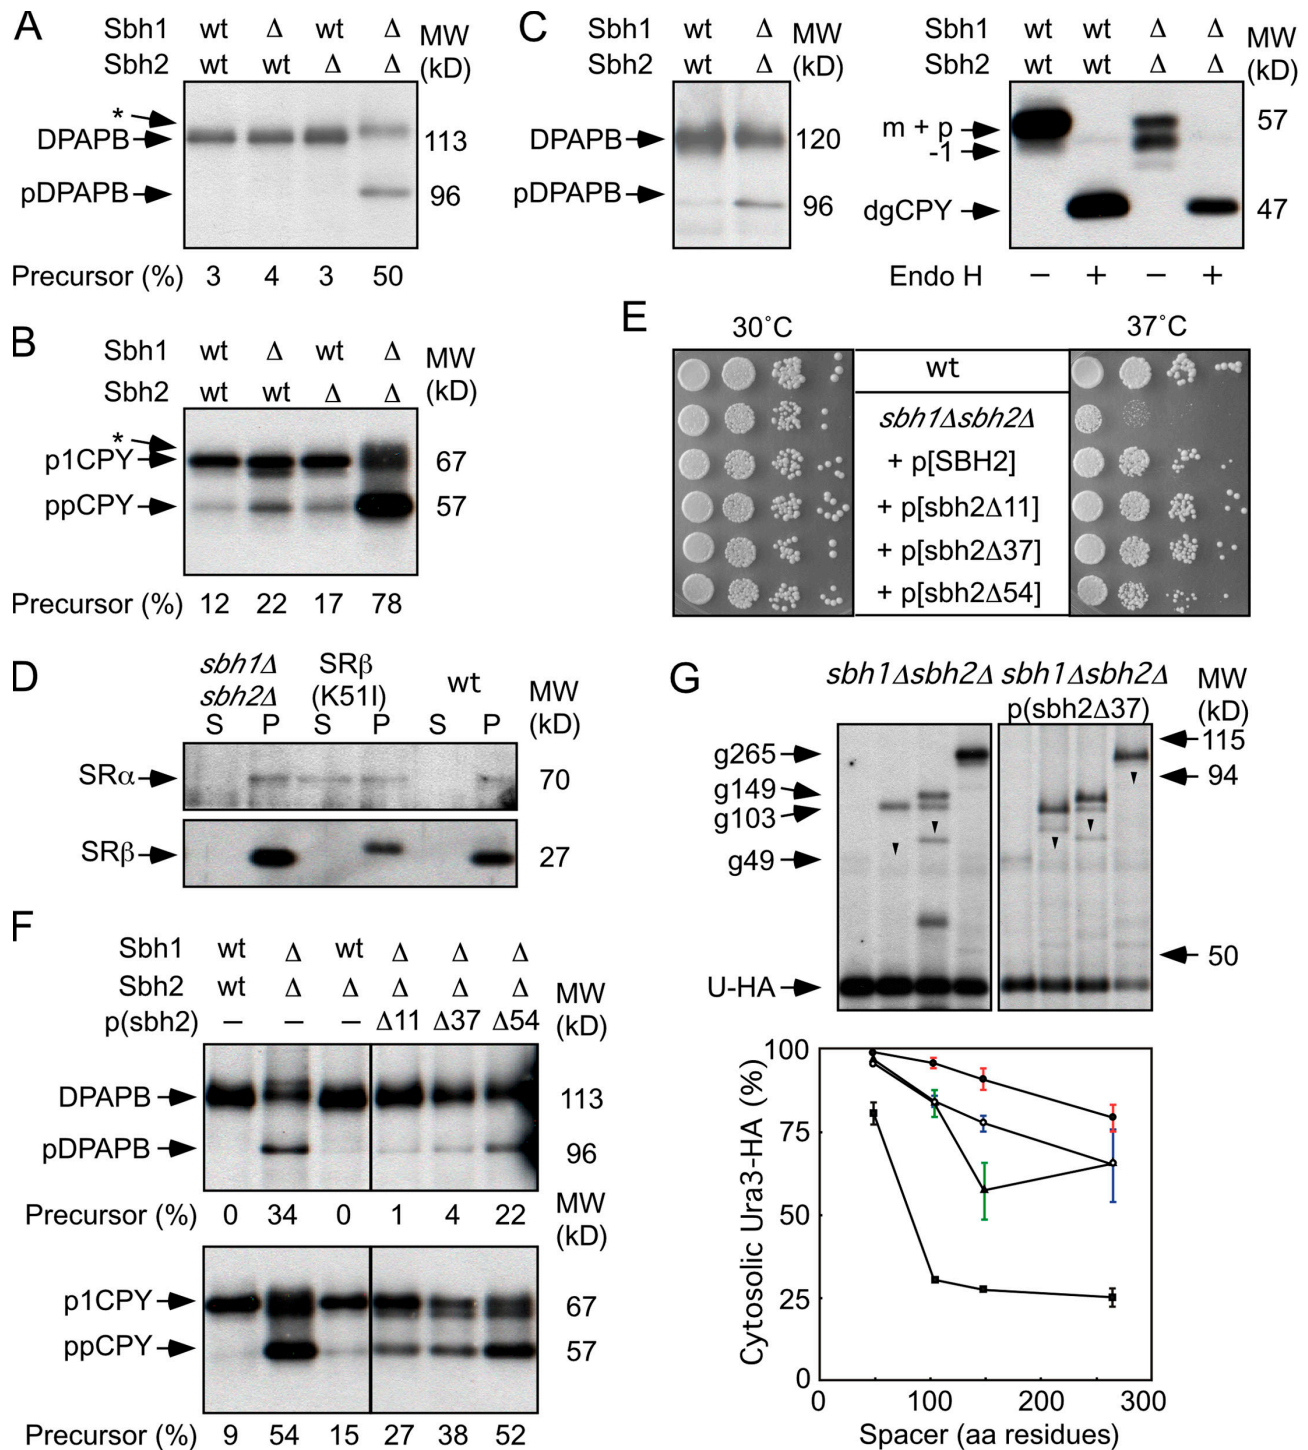 A
Sbh1 wt Δ wt Δ MW
Sbh2 wt wt Δ Δ (kD)
*
DPAPB 113
pDPAPB 96
Precursor (%) 3 4 3 50
B
Sbh1 wt Δ wt Δ MW
Sbh2 wt wt Δ Δ (kD)
*
p1CPY 67
ppCPY 57
Precursor (%) 12 22 17 78
C
Sbh1 wt Δ MW
Sbh2 wt Δ (kD)
DPAPB 120
pDPAPB 96
Sbh1 wt wt Δ Δ MW
Sbh2 wt wt Δ Δ (kD)
m + p 57
-1
dgCPY 47
Endo H − + − +
D
sbh1Δ SRβ
sbh2Δ (K51I) wt MW
S P S P S P (kD)
SRα 70
SRβ 27
E
30˚C 37˚C
wt
sbh1Δsbh2Δ
+ p[SBH2]
+ p[sbh2Δ11]
+ p[sbh2Δ37]
+ p[sbh2Δ54]
F
Sbh1 wt Δ wt Δ Δ Δ
Sbh2 wt Δ Δ Δ Δ Δ MW
p(sbh2) − − − Δ11 Δ37 Δ54 (kD)
DPAPB 113
pDPAPB 96
Precursor (%) 0 34 0 1 4 22 MW
(kD)
p1CPY 67
ppCPY 57
Precursor (%) 9 54 15 27 38 52
G
sbh1Δsbh2Δ sbh1Δsbh2Δ MW
p(sbh2Δ37) (kD)
g265 115
94
g149
g103
g49
50
U-HA
Cytosolic Ura3-HA (%)
100
75
50
25
0
0 100 200 300
Spacer (aa residues)